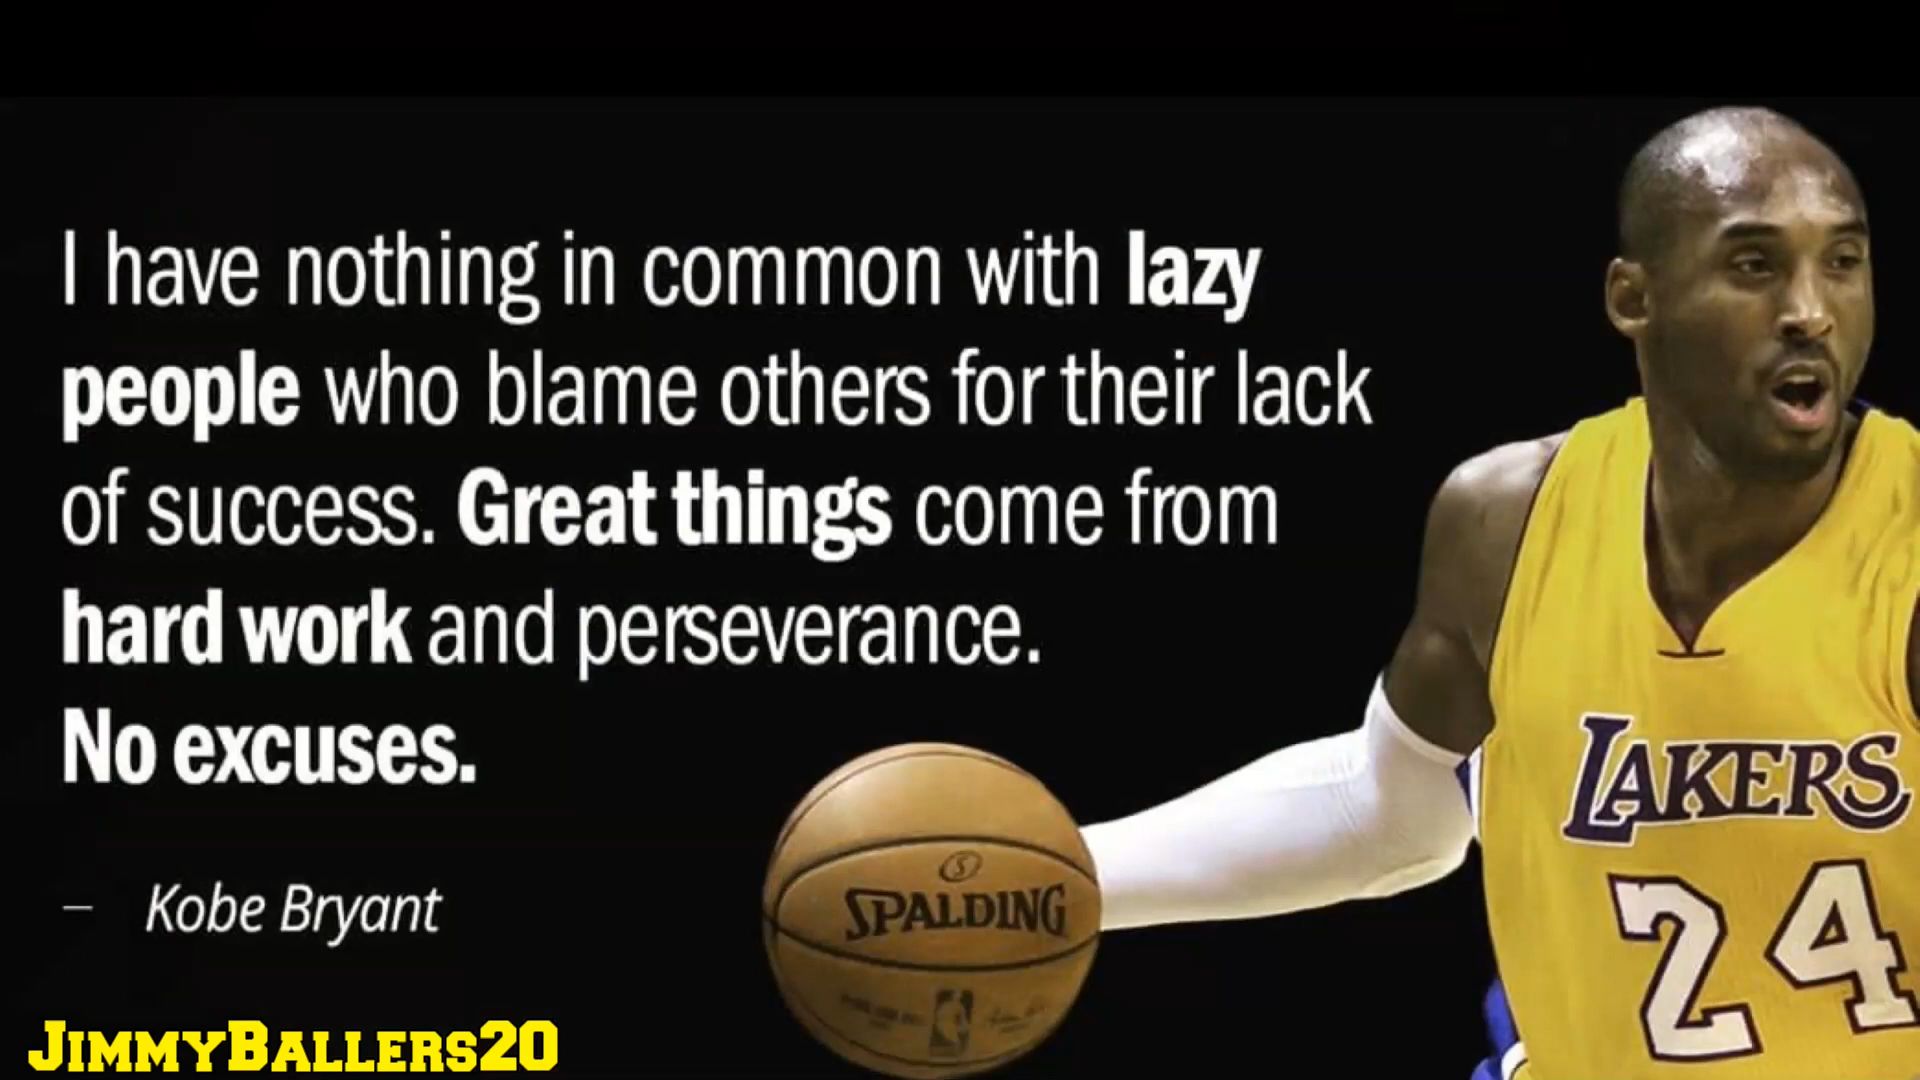 I have nothing in common with lazy
people who blame others for their lack
of success. Great things come from
hard work and perseverance.
No excuses.
– Kobe Bryant
JIMMYBALLERS20
SPALDING
LAKERS
24